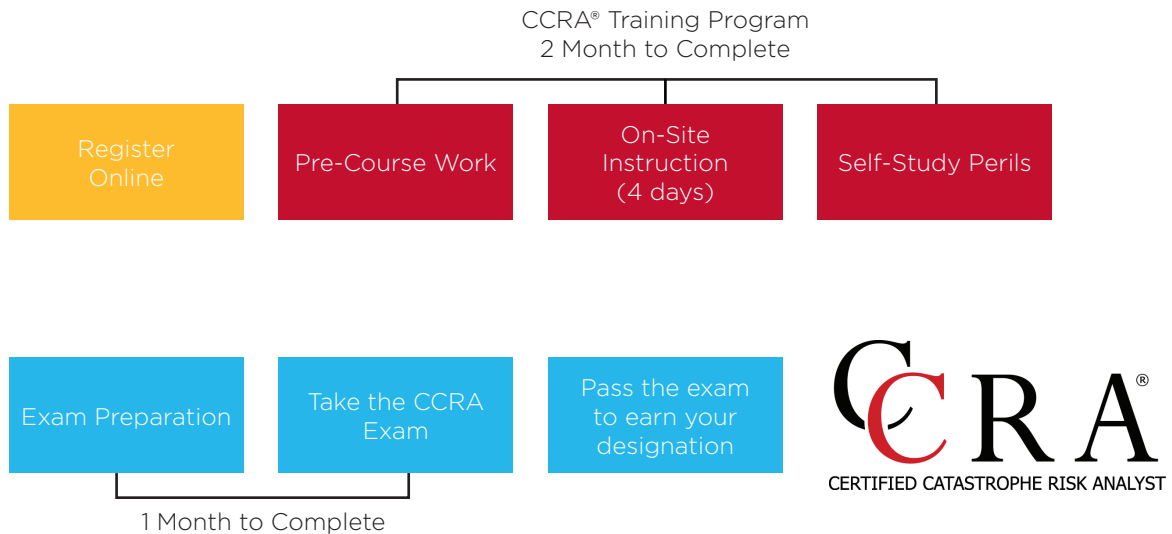 CCRA® Training Program
2 Month to Complete
Register
Online
Pre-Course Work
On-Site
Instruction
(4 days)
Self-Study Perils
Exam Preparation
Take the CCRA
Exam
Pass the exam
to earn your
designation
CCRA®
CERTIFIED CATASTROPHE RISK ANALYST
1 Month to Complete